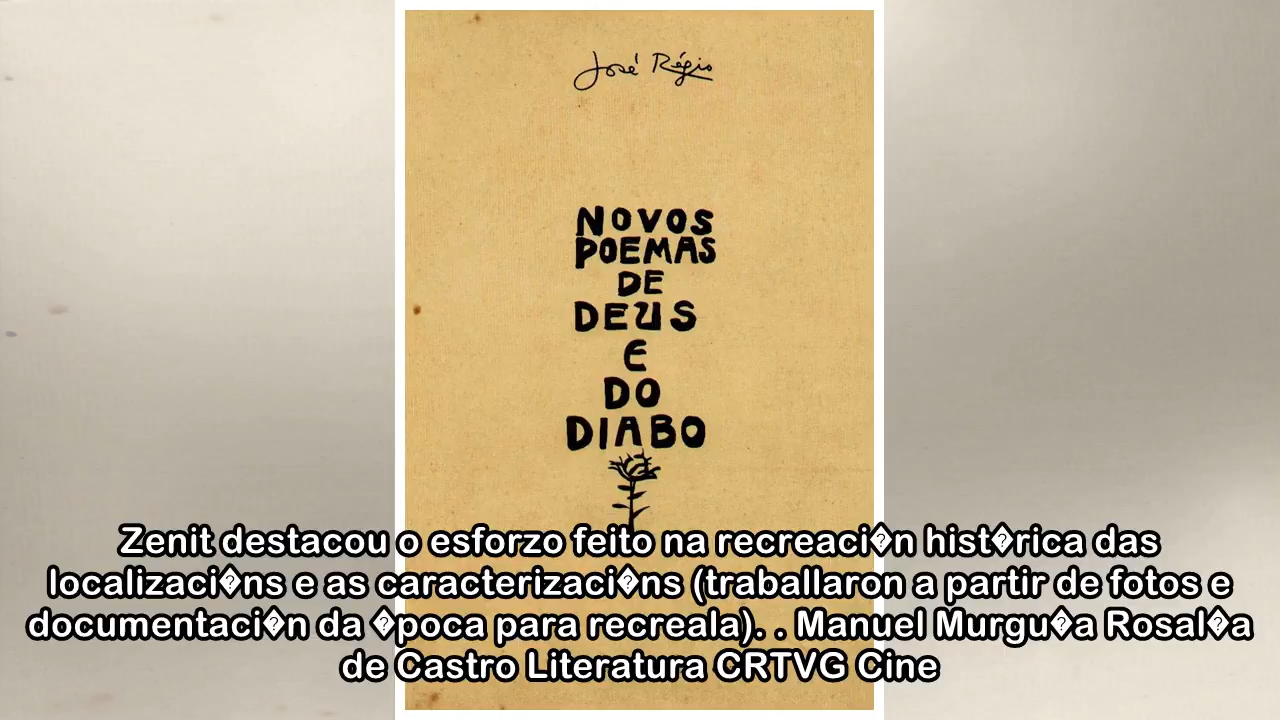 José Régio
NOVOS
POEMAS
DE
DEUS
E
DO
DIABO
Zenit destacou o esforzo feito na recreaci�n hist�rica das
localizaci�ns e as caracterizaci�ns (traballaron a partir de fotos e
documentaci�n da �poca para recreala). . Manuel Murgu�a Rosal�a
de Castro Literatura CRTVG Cine